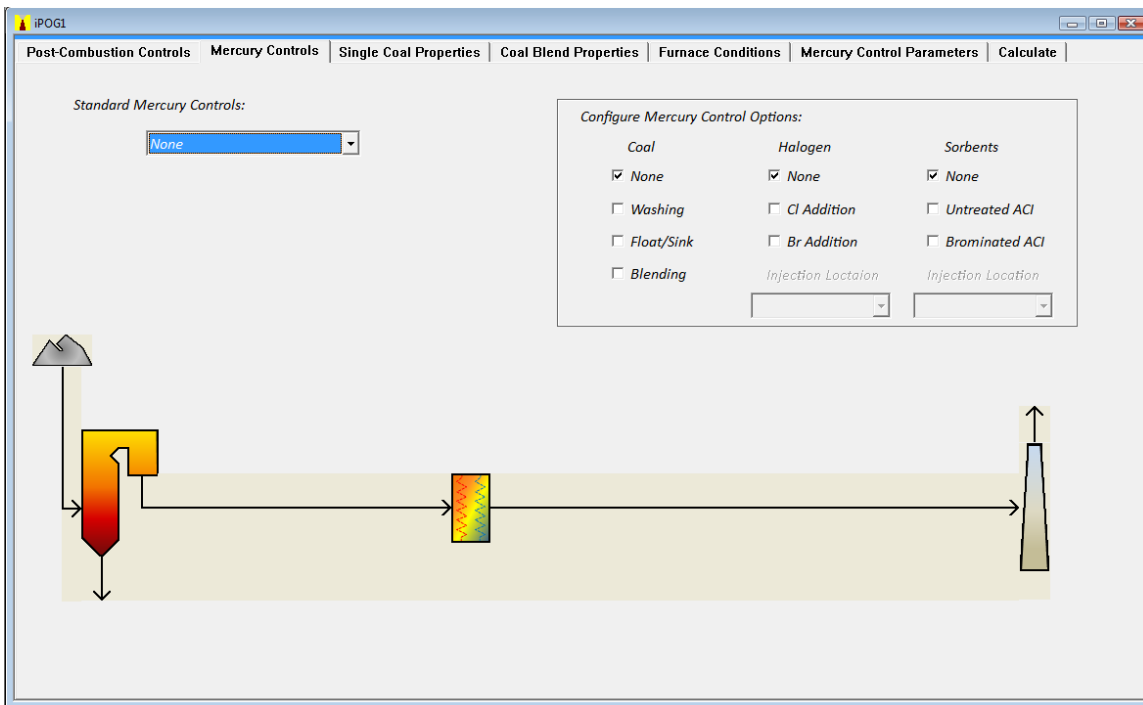 iPOG1
Post-Combustion Controls Mercury Controls Single Coal Properties Coal Blend Properties Furnace Conditions Mercury Control Parameters Calculate
Standard Mercury Controls:
None
Configure Mercury Control Options:
Coal Halogen Sorbents
None None None
Washing Cl Addition Untreated ACI
Float/Sink Br Addition Brominated ACI
Blending Injection Loctaion Injection Location